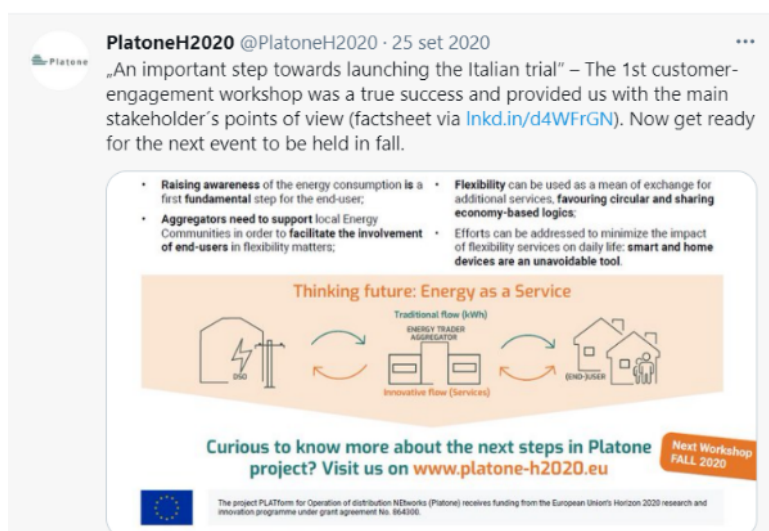 PlatoneH2020 @PlatoneH2020 · 25 set 2020
Platone
„An important step towards launching the Italian trial“ – The 1st customer-
engagement workshop was a true success and provided us with the main
stakeholder´s points of view (factsheet via lnkd.in/d4WFrGN). Now get ready
for the next event to be held in fall.
• Raising awareness of the energy consumption is a
first fundamental step for the end-user;
• Aggregators need to support local Energy
Communities in order to facilitate the involvement
of end-users in flexibility matters;
• Flexibility can be used as a mean of exchange for
additional services, favouring circular and sharing
economy-based logics;
• Efforts can be addressed to minimize the impact
of flexibility services on daily life: smart and home
devices are an unavoidable tool.
Thinking future: Energy as a Service
Traditional flow (kWh)
ENERGY TRADER
AGGREGATOR
DSO
(END-)USER
Innovative flow (Services)
Curious to know more about the next steps in Platone
project? Visit us on www.platone-h2020.eu
Next Workshop
FALL 2020
The project PLATform for Operation of distribution NEtworks (Platone) receives funding from the European Union's Horizon 2020 research and
innovation programme under grant agreement No. 864300.